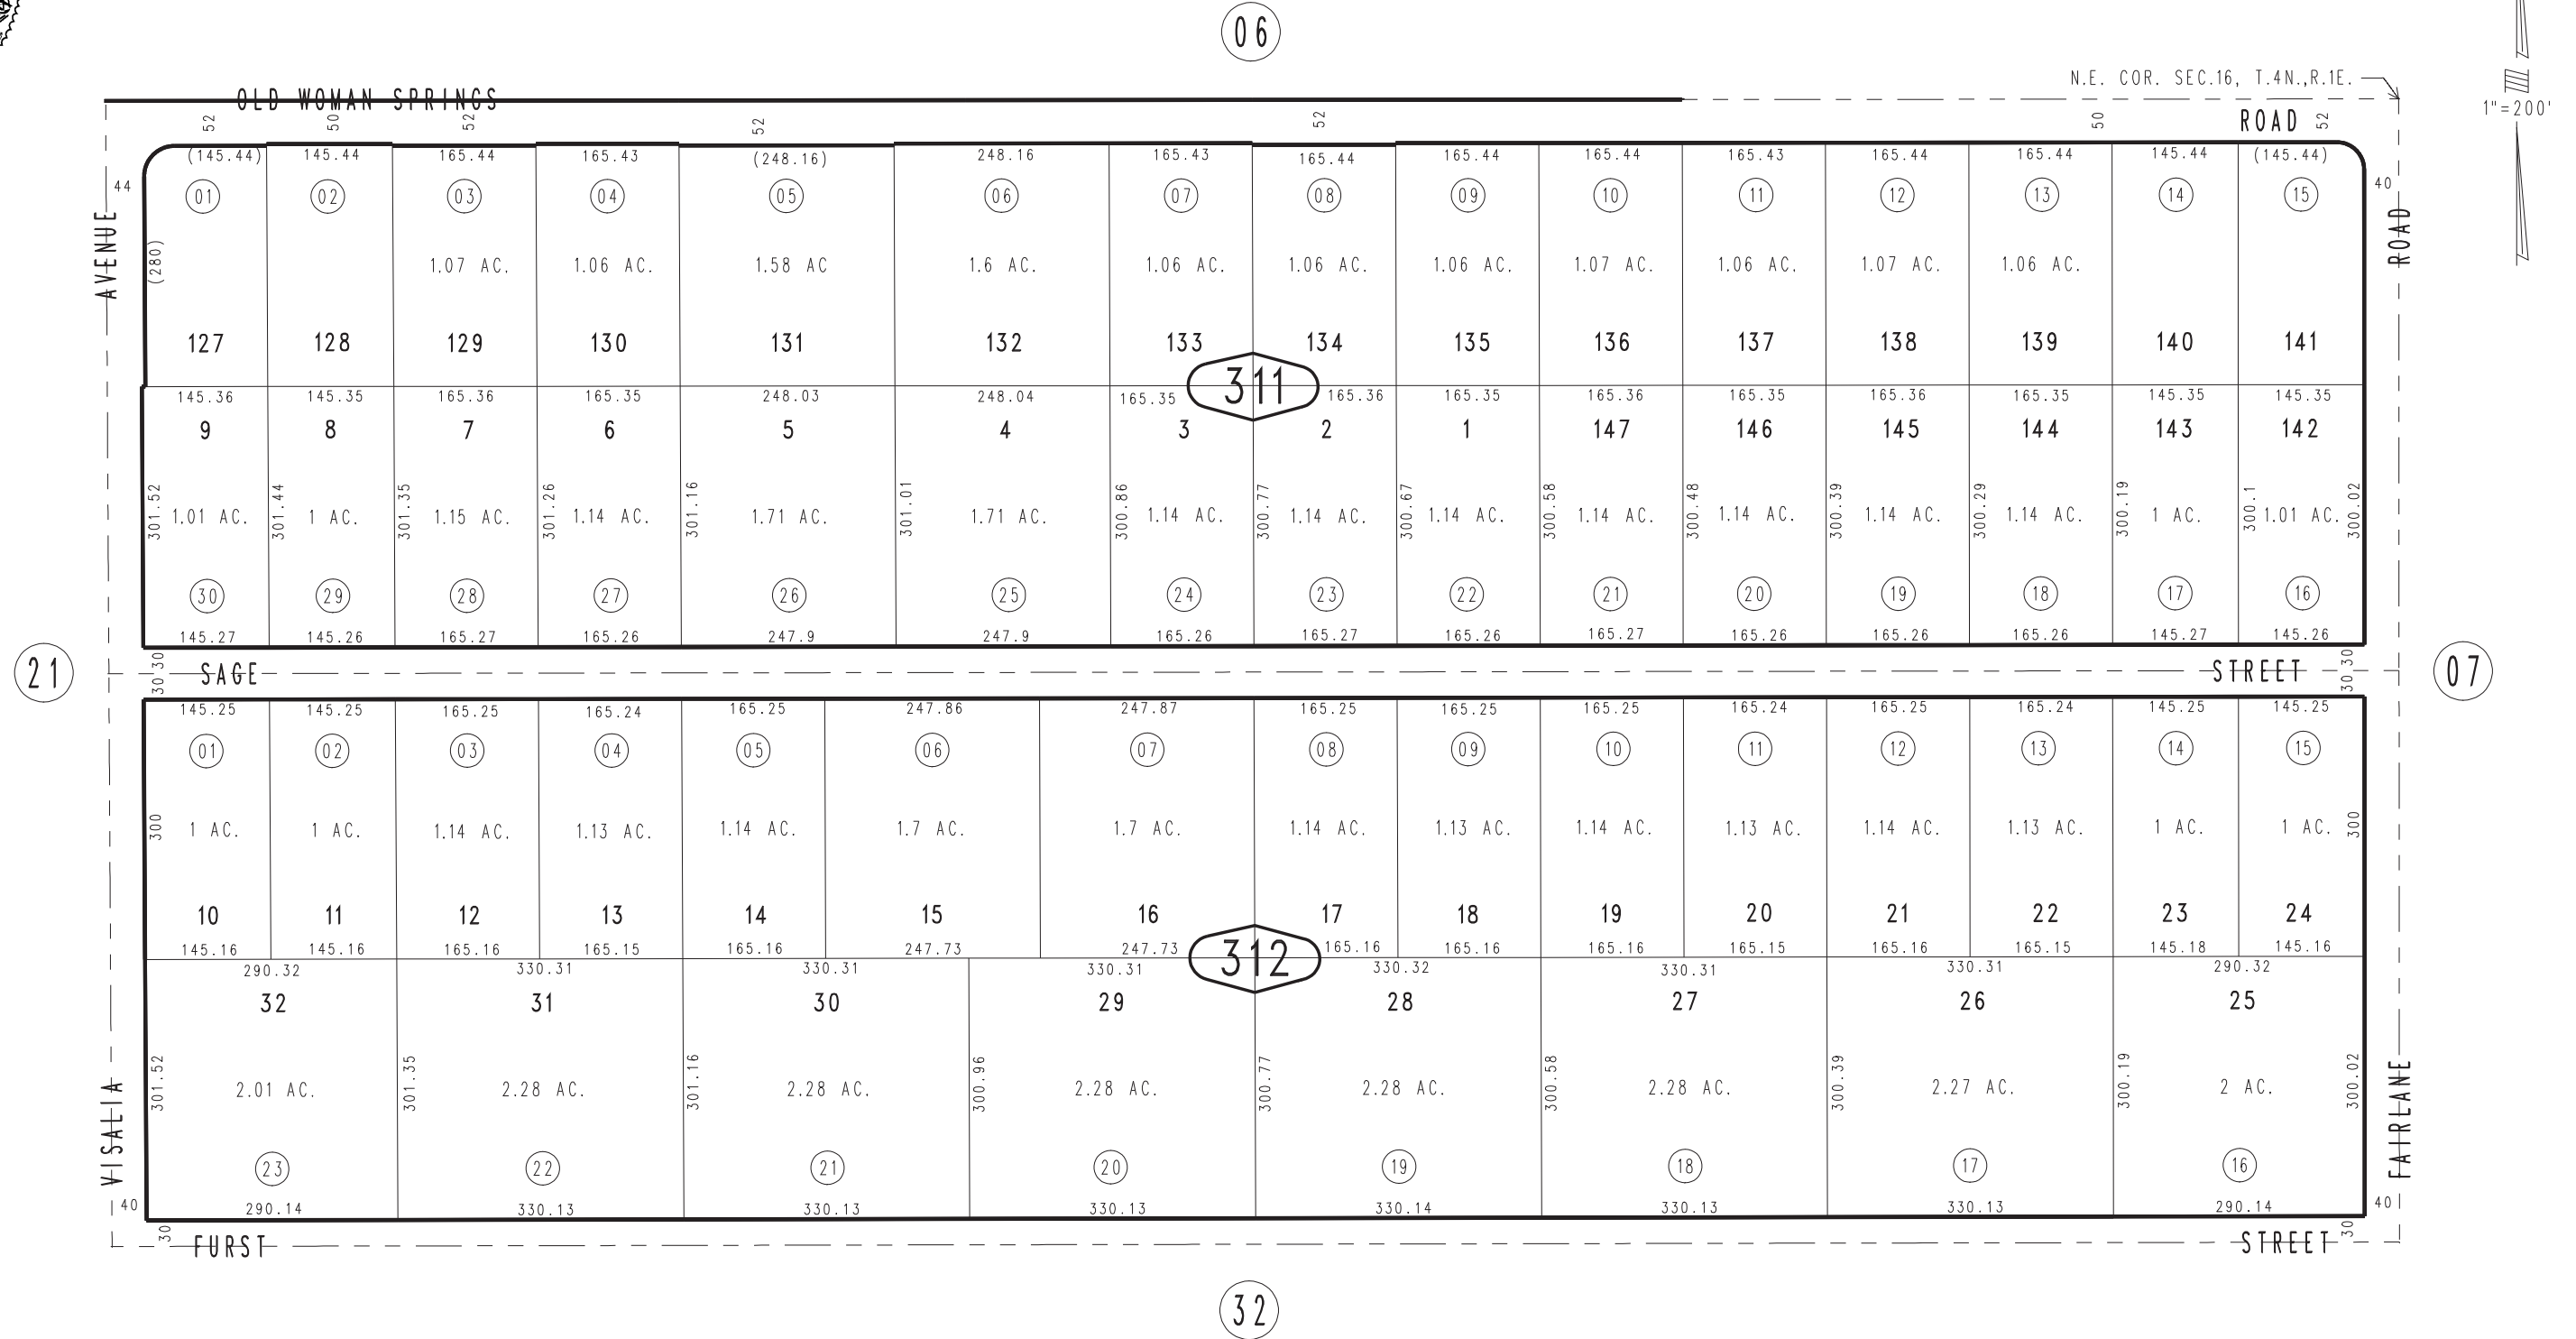 06
N.E. COR. SEC.16, T.4N.,R.1E.
1"=200'
OLD WOMAN SPRINGS ROAD
52 50 52 52 52 50 52
(145.44) 145.44 165.44 165.43 (248.16) 248.16 165.43 165.44 165.44 165.44 165.43 165.44 165.44 145.44 (145.44)
44 40
01 02 03 04 05 06 07 08 09 10 11 12 13 14 15
AVENUE ROAD
(280)
1.07 AC. 1.06 AC. 1.58 AC 1.6 AC. 1.06 AC. 1.06 AC. 1.06 AC. 1.07 AC. 1.06 AC. 1.07 AC. 1.06 AC.
127 128 129 130 131 132 133 134 135 136 137 138 139 140 141
311
145.36 145.35 165.36 165.35 248.03 248.04 165.35 165.36 165.35 165.36 165.35 165.36 165.35 145.35 145.35
9 8 7 6 5 4 3 2 1 147 146 145 144 143 142
301.52 301.44 301.35 301.26 301.16 301.01 300.86 300.77 300.67 300.58 300.48 300.39 300.29 300.19 300.1 300.02
1.01 AC. 1 AC. 1.15 AC. 1.14 AC. 1.71 AC. 1.71 AC. 1.14 AC. 1.14 AC. 1.14 AC. 1.14 AC. 1.14 AC. 1.14 AC. 1.14 AC. 1 AC. 1.01 AC.
30 29 28 27 26 25 24 23 22 21 20 19 18 17 16
145.27 145.26 165.27 165.26 247.9 247.9 165.26 165.27 165.26 165.27 165.26 165.26 165.26 145.27 145.26
30 30
21 SAGE STREET 07
30 30
145.25 145.25 165.25 165.24 165.25 247.86 247.87 165.25 165.25 165.25 165.24 165.25 165.24 145.25 145.25
01 02 03 04 05 06 07 08 09 10 11 12 13 14 15
300 300
1 AC. 1 AC. 1.14 AC. 1.13 AC. 1.14 AC. 1.7 AC. 1.7 AC. 1.14 AC. 1.13 AC. 1.14 AC. 1.13 AC. 1.14 AC. 1.13 AC. 1 AC. 1 AC.
10 11 12 13 14 15 16 17 18 19 20 21 22 23 24
145.16 145.16 165.16 165.15 165.16 247.73 247.73 165.16 165.16 165.16 165.15 165.16 165.15 145.18 145.16
312
290.32 330.31 330.31 330.31 330.32 330.31 330.31 290.32
32 31 30 29 28 27 26 25
301.52 301.35 301.16 300.96 300.77 300.58 300.39 300.19 300.02
2.01 AC. 2.28 AC. 2.28 AC. 2.28 AC. 2.28 AC. 2.28 AC. 2.27 AC. 2 AC.
VISALIA FAIRLANE
23 22 21 20 19 18 17 16
40 40
290.14 330.13 330.13 330.13 330.14 330.13 330.13 290.14
30 30
FURST STREET
32